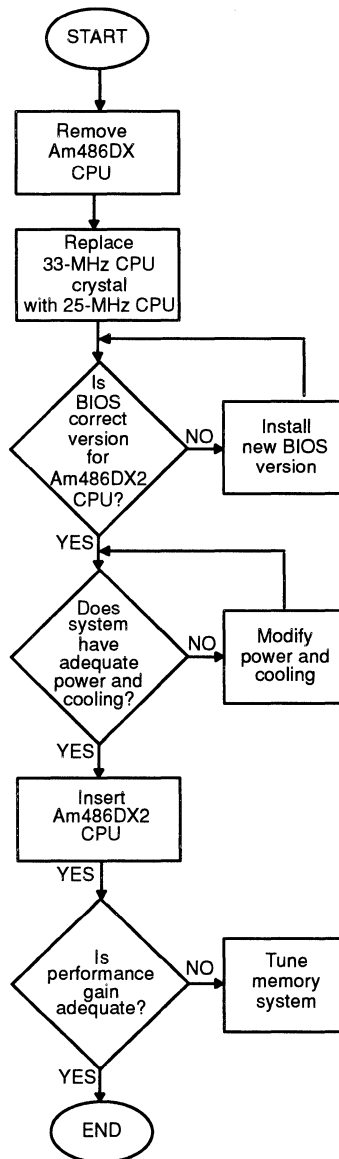 START
Remove
Am486DX
CPU
Replace
33-MHz CPU
crystal
with 25-MHz CPU
Is
BIOS
correct
version
for
Am486DX2
CPU?
NO
Install
new BIOS
version
YES
Does
system
have
adequate
power and
cooling?
NO
Modify
power and
cooling
YES
Insert
Am486DX2
CPU
YES
Is
performance
gain
adequate?
NO
Tune
memory
system
YES
END